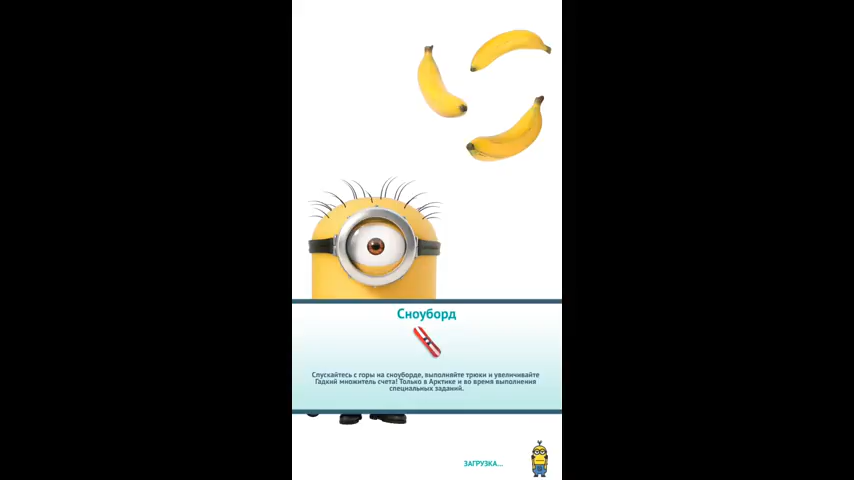 Сноуборд
Спускайтесь с горы на сноуборде, выполняйте трюки и увеличивайте
Гадкий множитель счета! Только в Арктике и во время выполнения
специальных заданий.
ЗАГРУЗКА...